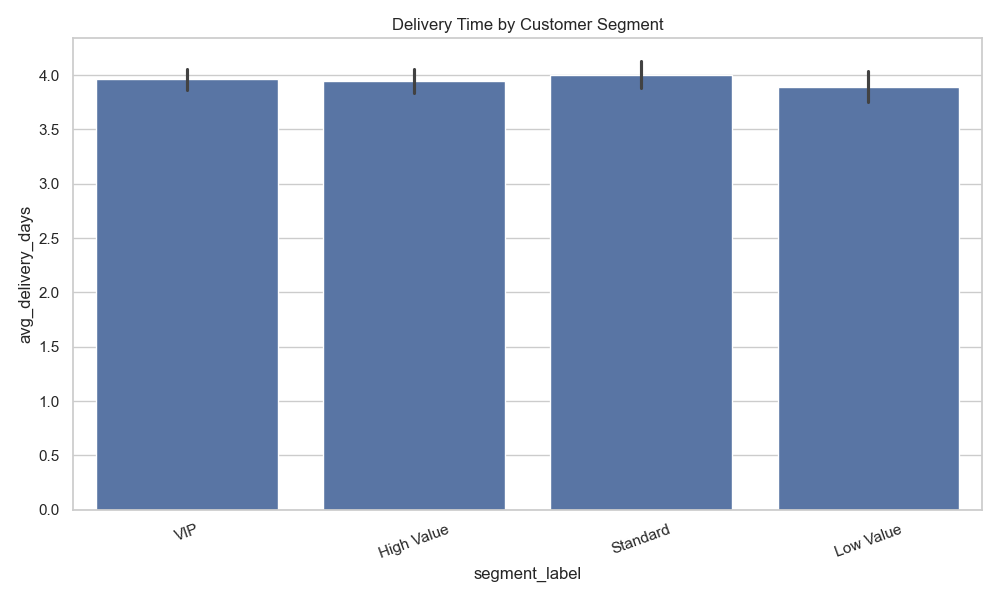 Delivery Time by Customer Segment
avg_delivery_days
4.0
3.5
3.0
2.5
2.0
1.5
1.0
0.5
0.0
VIP
High Value
Standard
Low Value
segment_label